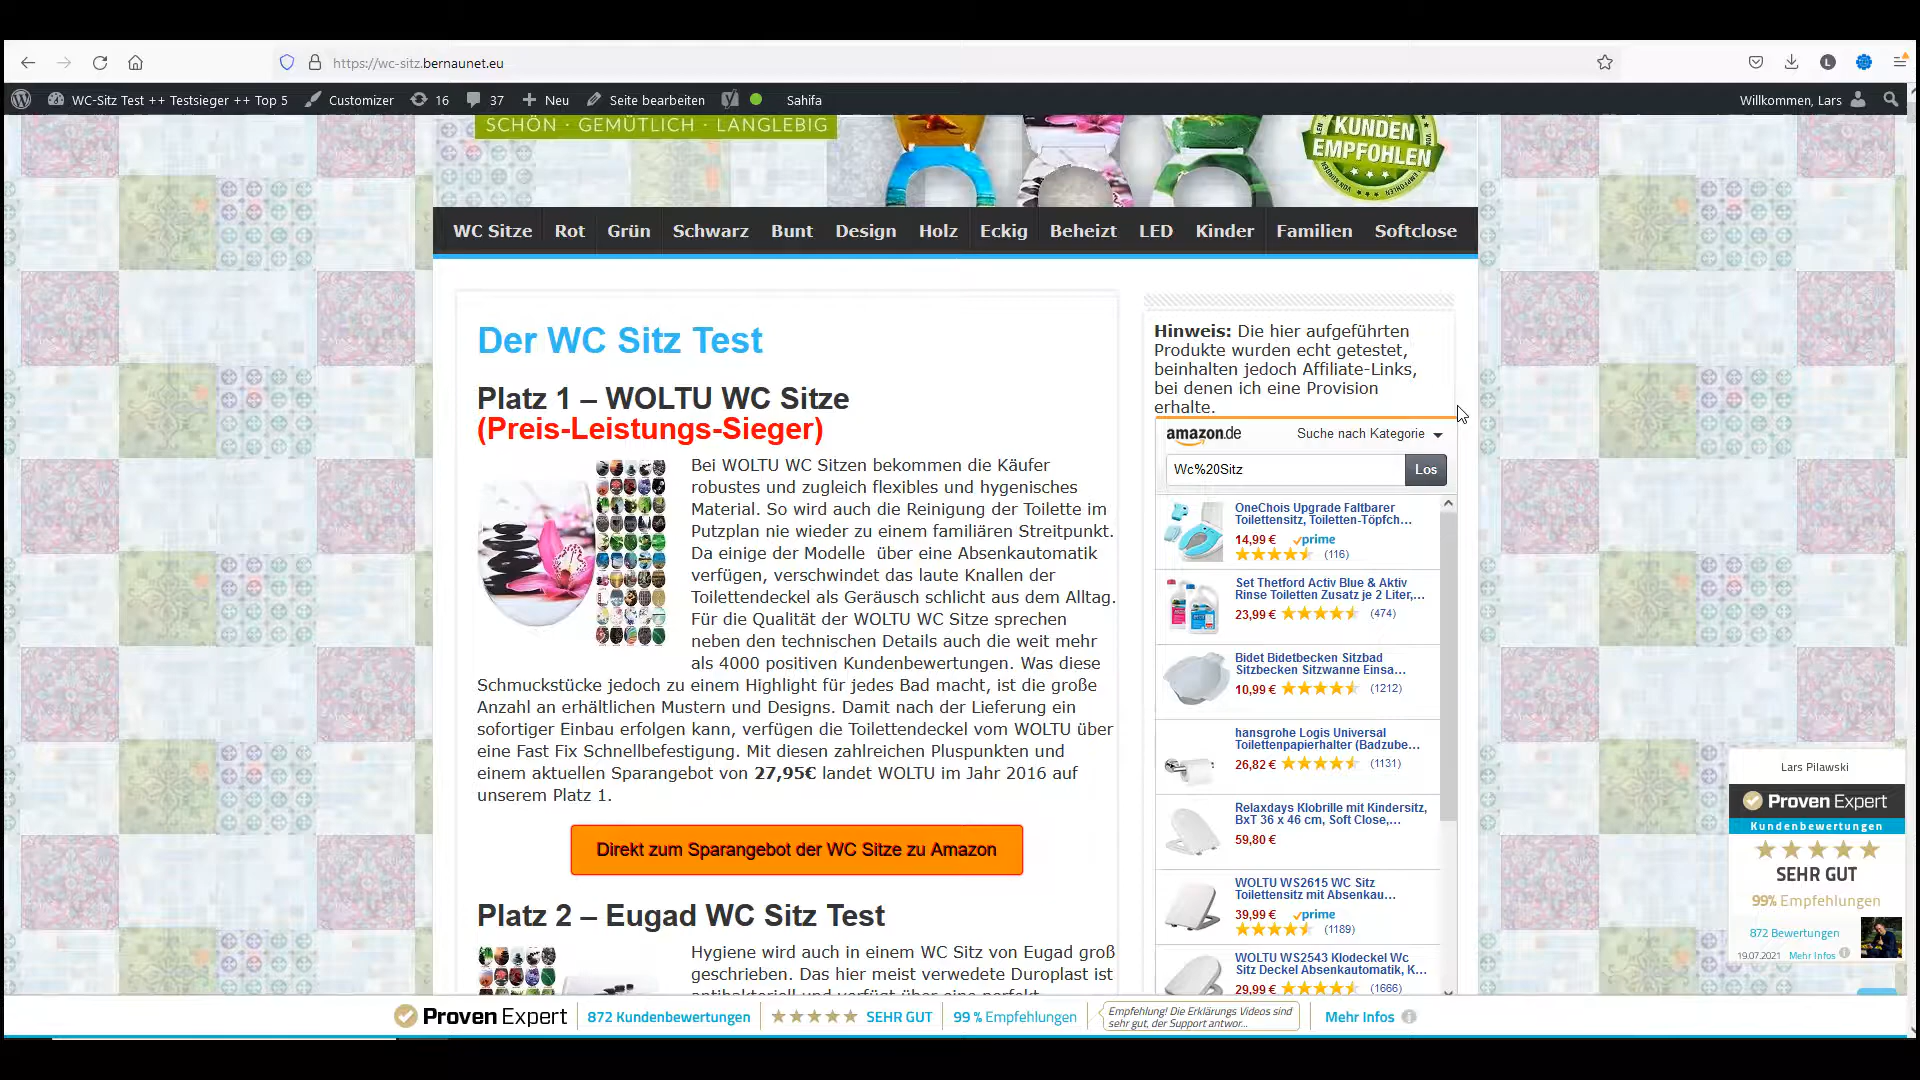 https://wc-sitz.bernaunet.eu
WC-Sitz Test ++ Testsieger ++ Top 5 Customizer 16 37 Neu Seite bearbeiten Sahifa Willkommen, Lars
SCHÖN · GEMÜTLICH · LANGLEBIG
KUNDEN
EMPFOHLEN
WC Sitze Rot Grün Schwarz Bunt Design Holz Eckig Beheizt LED Kinder Familien Softclose
Der WC Sitz Test
Platz 1 – WOLTU WC Sitze
(Preis-Leistungs-Sieger)
Bei WOLTU WC Sitzen bekommen die Käufer
robustes und zugleich flexibles und hygenisches
Material. So wird auch die Reinigung der Toilette im
Putzplan nie wieder zu einem familiären Streitpunkt.
Da einige der Modelle über eine Absenkautomatik
verfügen, verschwindet das laute Knallen der
Toilettendeckel als Geräusch schlicht aus dem Alltag.
Für die Qualität der WOLTU WC Sitze sprechen
neben den technischen Details auch die weit mehr
als 4000 positiven Kundenbewertungen. Was diese
Schmuckstücke jedoch zu einem Highlight für jedes Bad macht, ist die große
Anzahl an erhältlichen Mustern und Designs. Damit nach der Lieferung ein
sofortiger Einbau erfolgen kann, verfügen die Toilettendeckel vom WOLTU über
eine Fast Fix Schnellbefestigung. Mit diesen zahlreichen Pluspunkten und
einem aktuellen Sparangebot von 27,95€ landet WOLTU im Jahr 2016 auf
unserem Platz 1.
Direkt zum Sparangebot der WC Sitze zu Amazon
Platz 2 – Eugad WC Sitz Test
Hygiene wird auch in einem WC Sitz von Eugad groß
geschrieben. Das hier meist verwedete Duroplast ist
antibakteriell und verfügt über eine perfekt
Hinweis: Die hier aufgeführten
Produkte wurden echt getestet,
beinhalten jedoch Affiliate-Links,
bei denen ich eine Provision
erhalte.
amazon.de Suche nach Kategorie
Wc%20Sitz Los
OneChois Upgrade Faltbarer
Toilettensitz, Toiletten-Töpfch...
14,99 € prime
(116)
Set Thetford Activ Blue & Aktiv
Rinse Toiletten Zusatz je 2 Liter,...
23,99 € (474)
Bidet Bidetbecken Sitzbad
Sitzbecken Sitzwanne Einsa...
10,99 € (1212)
hansgrohe Logis Universal
Toilettenpapierhalter (Badzube...
26,82 € (1131)
Relaxdays Klobrille mit Kindersitz,
BxT 36 x 46 cm, Soft Close,...
59,80 €
WOLTU WS2615 WC Sitz
Toilettensitz mit Absenkau...
39,99 € prime
(1189)
WOLTU WS2543 Klodeckel Wc
Sitz Deckel Absenkautomatik, K...
29,99 € (1666)
Lars Pilawski
Proven Expert
Kundenbewertungen
SEHR GUT
99% Empfehlungen
872 Bewertungen
19.07.2021 Mehr Infos
Proven Expert 872 Kundenbewertungen SEHR GUT 99 % Empfehlungen
Empfehlung! Die Erklärungs Videos sind
sehr gut, der Support antwor...
Mehr Infos